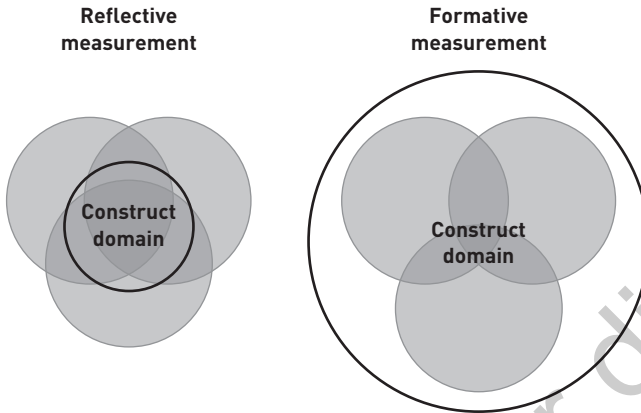 Reflective
measurement
Formative
measurement
Construct
domain
Construct
domain